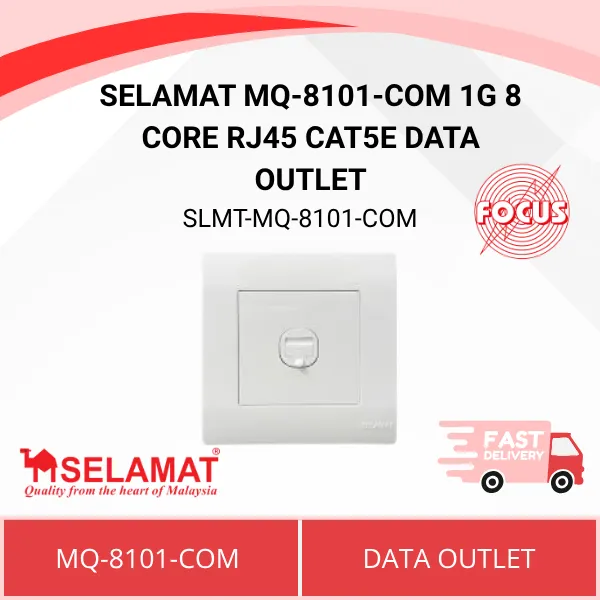 SELAMAT MQ-8101-COM 1G 8
CORE RJ45 CAT5E DATA
OUTLET
SLMT-MQ-8101-COM
FOCUS
SELAMAT®
Quality from the heart of Malaysia
FAST
DELIVERY
MQ-8101-COM
DATA OUTLET